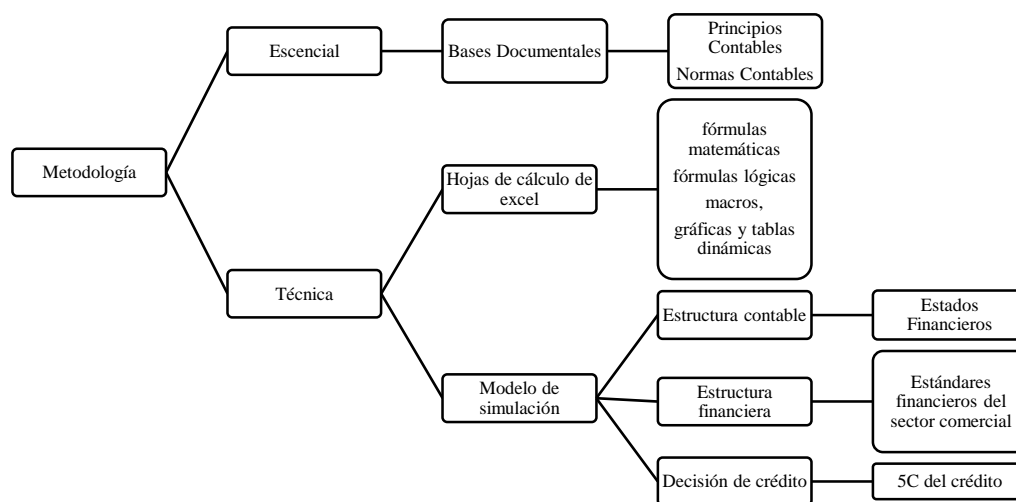 Metodología
Escencial
Bases Documentales
Principios
Contables
Normas Contables
Técnica
Hojas de cálculo de
excel
fórmulas
matemáticas
fórmulas lógicas
macros,
gráficas y tablas
dinámicas
Modelo de
simulación
Estructura contable
Estados
Financieros
Estructura
financiera
Estándares
financieros del
sector comercial
Decisión de crédito
5C del crédito